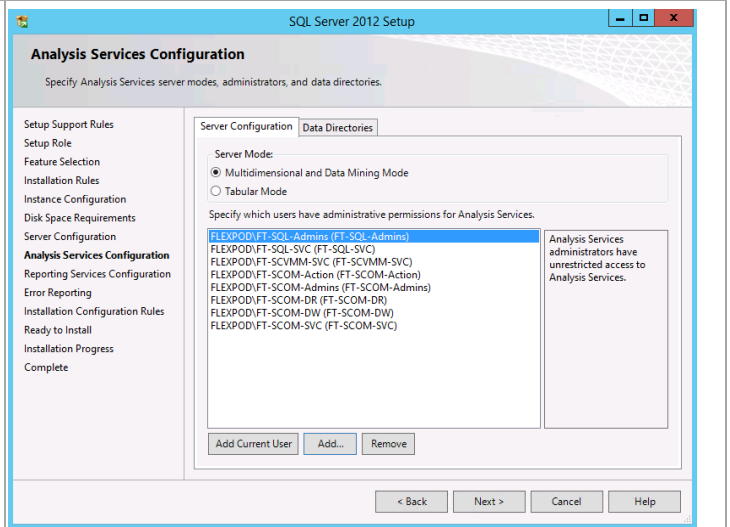 SQL Server 2012 Setup
Analysis Services Configuration
Specify Analysis Services server modes, administrators, and data directories.
Setup Support Rules
Setup Role
Feature Selection
Installation Rules
Instance Configuration
Disk Space Requirements
Server Configuration
Analysis Services Configuration
Reporting Services Configuration
Error Reporting
Installation Configuration Rules
Ready to Install
Installation Progress
Complete
Server Configuration
Data Directories
Server Mode:
Multidimensional and Data Mining Mode
Tabular Mode
Specify which users have administrative permissions for Analysis Services.
FLEXPOD\FT-SQL-Admins (FT-SQL-Admins)
FLEXPOD\FT-SQL-SVC (FT-SQL-SVC)
FLEXPOD\FT-SCVMM-SVC (FT-SCVMM-SVC)
FLEXPOD\FT-SCOM-Action (FT-SCOM-Action)
FLEXPOD\FT-SCOM-Admins (FT-SCOM-Admins)
FLEXPOD\FT-SCOM-DR (FT-SCOM-DR)
FLEXPOD\FT-SCOM-DW (FT-SCOM-DW)
FLEXPOD\FT-SCOM-SVC (FT-SCOM-SVC)
Analysis Services
administrators have
unrestricted access to
Analysis Services.
Add Current User
Add...
Remove
< Back
Next >
Cancel
Help